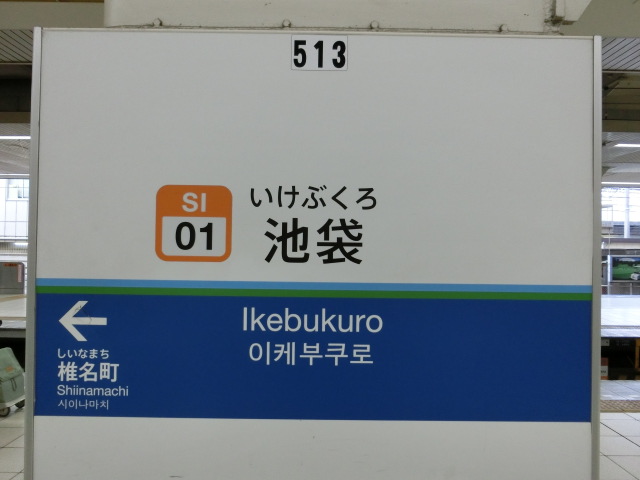 513
SI
01
いけぶくろ
池袋
Ikebukuro
이케부쿠로
しいなまち
椎名町
Shiinamachi
시이나마치